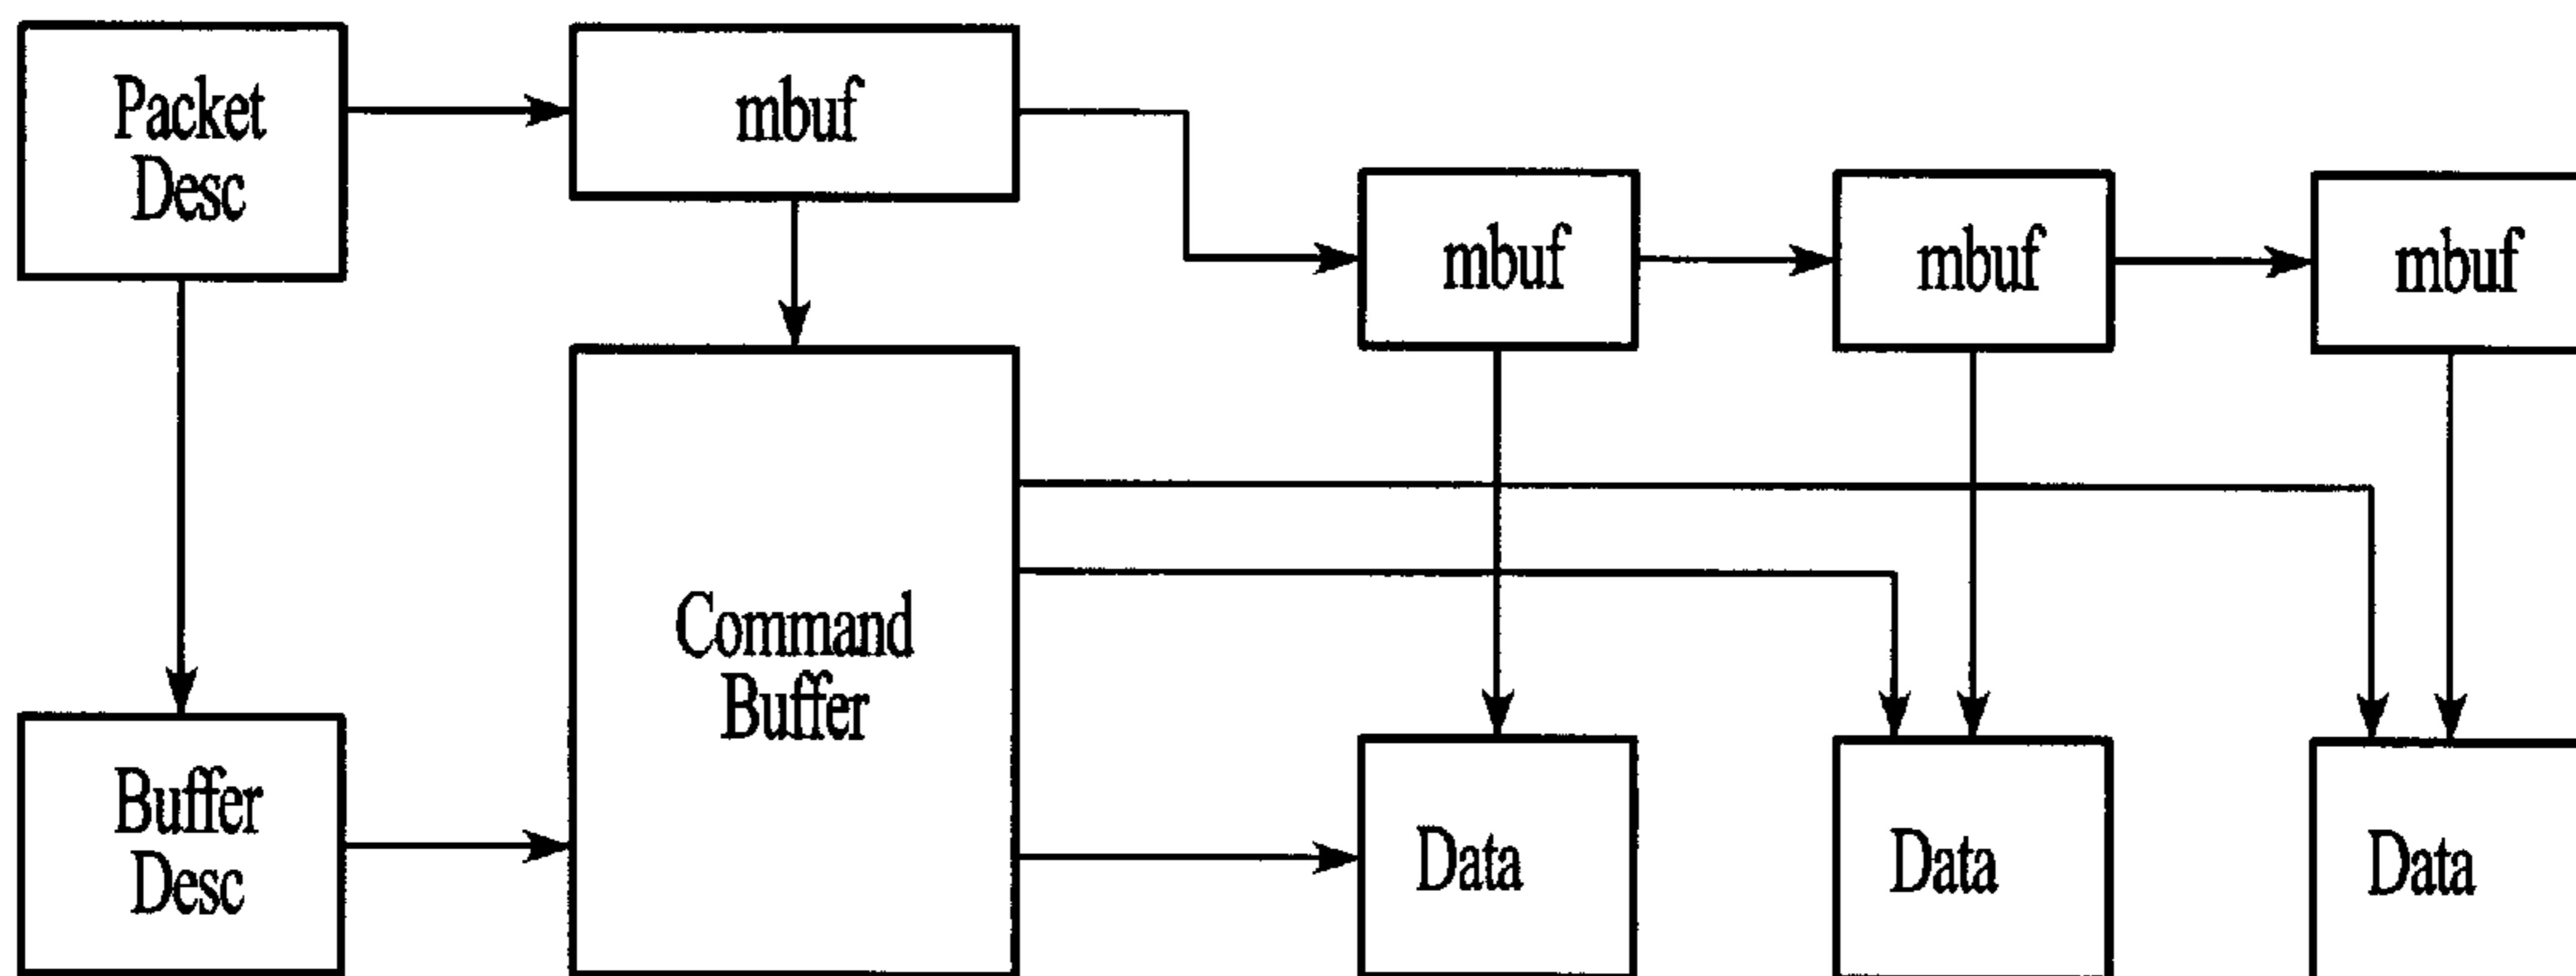 Packet
Desc
mbuf
mbuf
mbuf
mbuf
Command
Buffer
Buffer
Desc
Data
Data
Data